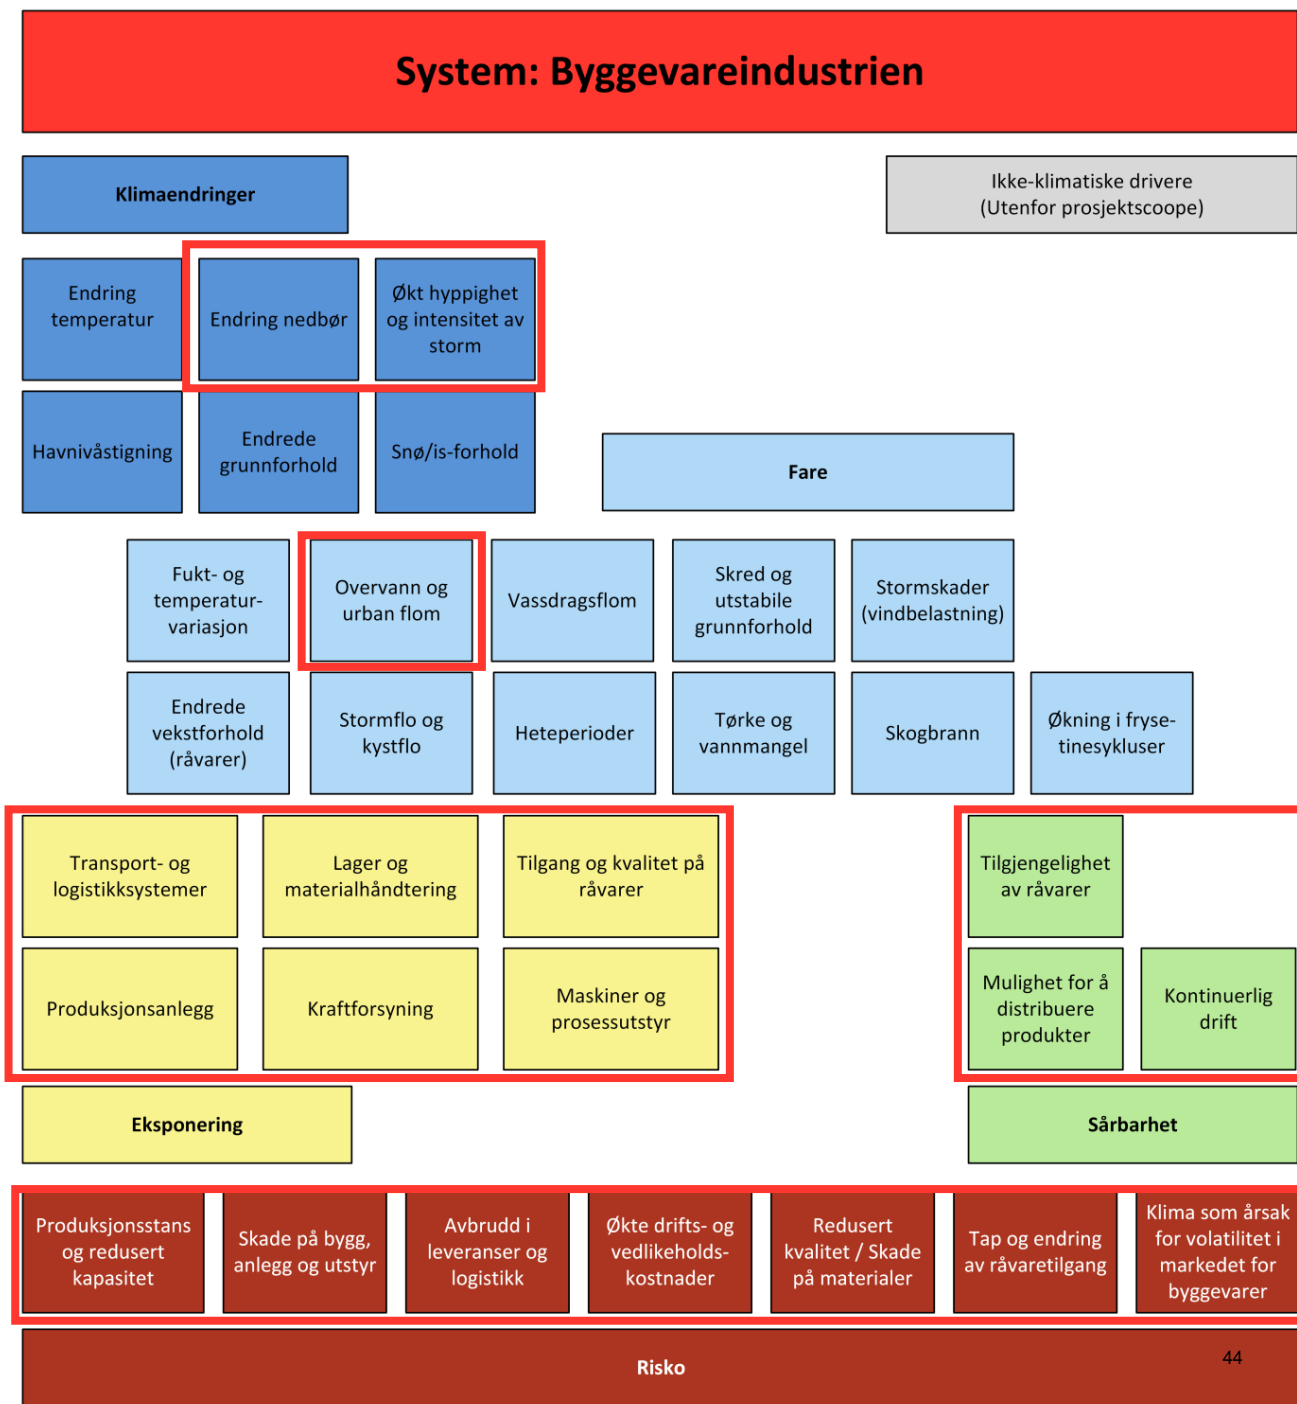 System: Byggevareindustrien
Klimaendringer
Ikke-klimatiske drivere
(Utenfor prosjektscoope)
Endring
temperatur
Endring nedbør
Økt hyppighet
og intensitet av
storm
Havnivåstigning
Endrede
grunnforhold
Snø/is-forhold
Fare
Fukt- og
temperatur-
variasjon
Overvann og
urban flom
Vassdragsflom
Skred og
utstabile
grunnforhold
Stormskader
(vindbelastning)
Endrede
vekstforhold
(råvarer)
Stormflo og
kystflo
Heteperioder
Tørke og
vannmangel
Skogbrann
Økning i fryse-
tinesykluser
Transport- og
logistikksystemer
Lager og
materialhåndtering
Tilgang og kvalitet på
råvarer
Tilgjengelighet
av råvarer
Produksjonsanlegg
Kraftforsyning
Maskiner og
prosessutstyr
Mulighet for å
distribuere
produkter
Kontinuerlig
drift
Eksponering
Sårbarhet
Produksjonsstans
og redusert
kapasitet
Skade på bygg,
anlegg og utstyr
Avbrudd i
leveranser og
logistikk
Økte drifts- og
vedlikeholds-
kostnader
Redusert
kvalitet / Skade
på materialer
Tap og endring
av råvaretilgang
Klima som årsak
for volatilitet i
markedet for
byggevarer
Risko
44